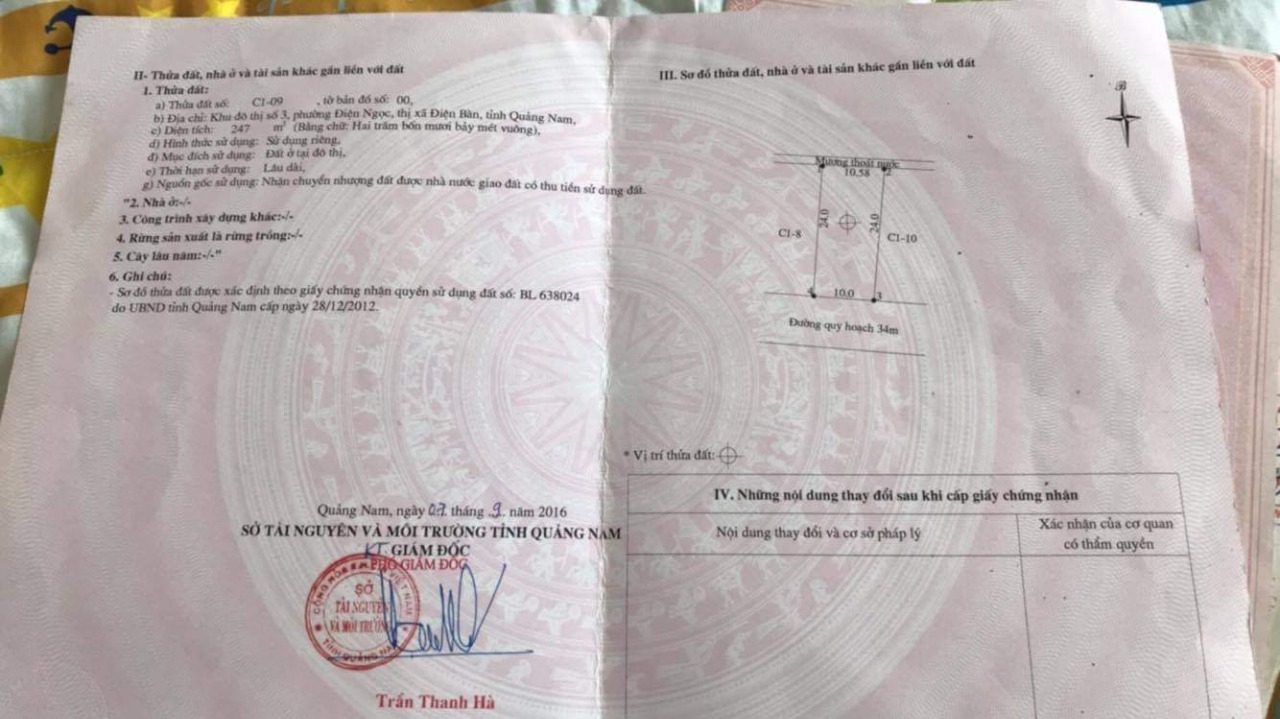 II- Thửa đất, nhà ở và tài sản khác gắn liền với đất
1. Thửa đất:
a) Thửa đất số: C1-09 , tờ bản đồ số: 00,
b) Địa chỉ: Khu đô thị số 3, phường Điện Ngọc, thị xã Điện Bàn, tỉnh Quảng Nam,
c) Diện tích: 247 m² (Bằng chữ: Hai trăm bốn mươi bảy mét vuông),
d) Hình thức sử dụng: Sử dụng riêng,
đ) Mục đích sử dụng: Đất ở tại đô thị,
e) Thời hạn sử dụng: Lâu dài,
g) Nguồn gốc sử dụng: Nhận chuyển nhượng đất được nhà nước giao đất có thu tiền sử dụng đất.
"2. Nhà ở:-/-
3. Công trình xây dựng khác:-/-
4. Rừng sản xuất là rừng trồng:-/-
5. Cây lâu năm:-/-"
6. Ghi chú:
- Sơ đồ thửa đất được xác định theo giấy chứng nhận quyền sử dụng đất số: BL 638024
do UBND tỉnh Quảng Nam cấp ngày 28/12/2012.
Quảng Nam, ngày 07 tháng 9 năm 2016
SỞ TÀI NGUYÊN VÀ MÔI TRƯỜNG TỈNH QUẢNG NAM
KT GIÁM ĐỐC
PHÓ GIÁM ĐỐC
SỞ
TÀI NGUYÊN
VÀ MÔI TRƯỜNG
TỈNH QUẢNG NAM
Trần Thanh Hà
III. Sơ đồ thửa đất, nhà ở và tài sản khác gắn liền với đất
Mương thoát nước
10.58
2
24.0
24.0
C1-8
C1-10
4
10.0
3
Đường quy hoạch 34m
* Vị trí thửa đất:
IV. Những nội dung thay đổi sau khi cấp giấy chứng nhận
Nội dung thay đổi và cơ sở pháp lý
Xác nhận của cơ quan
có thẩm quyền